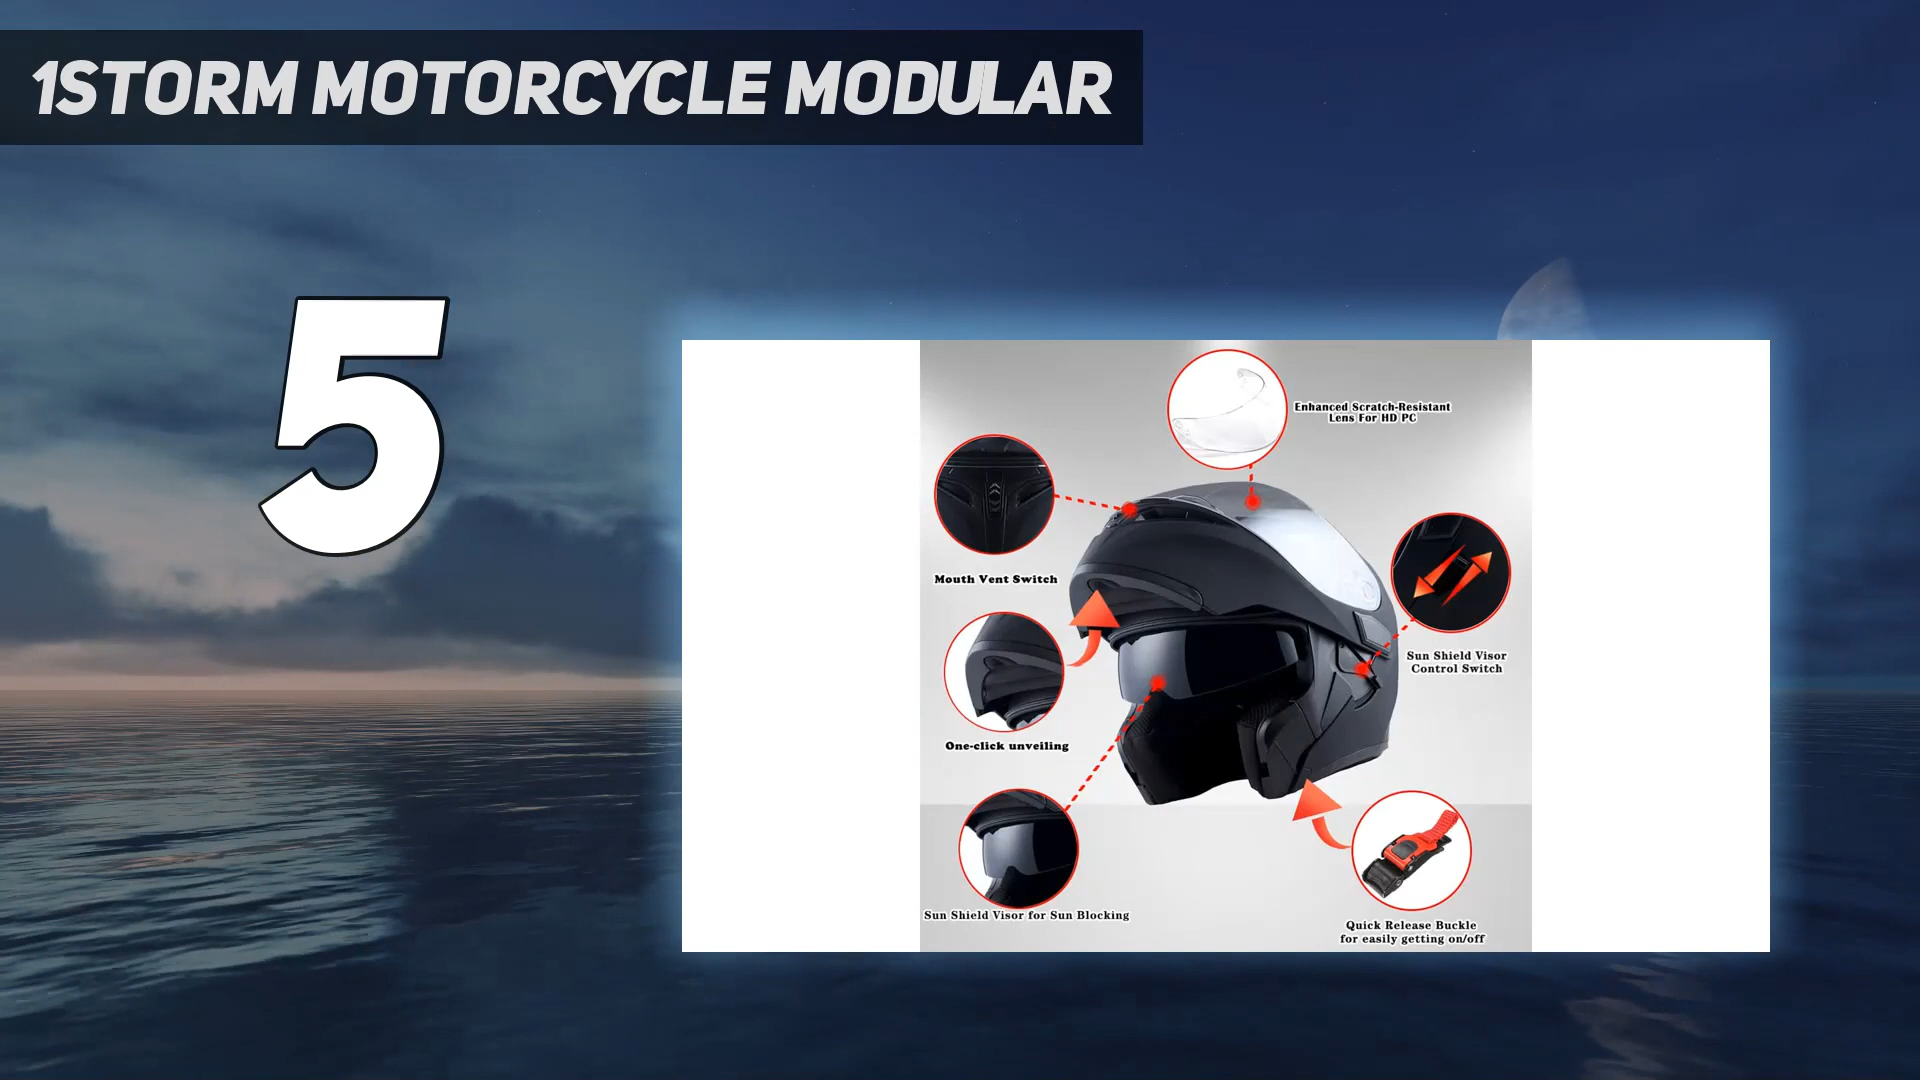 1STORM MOTORCYCLE MODULAR
5
Enhanced Scratch-Resistant
Lens For HD PC
Mouth Vent Switch
Sun Shield Visor
Control Switch
One-click unveiling
Sun Shield Visor for Sun Blocking
Quick Release Buckle
for easily getting on/off